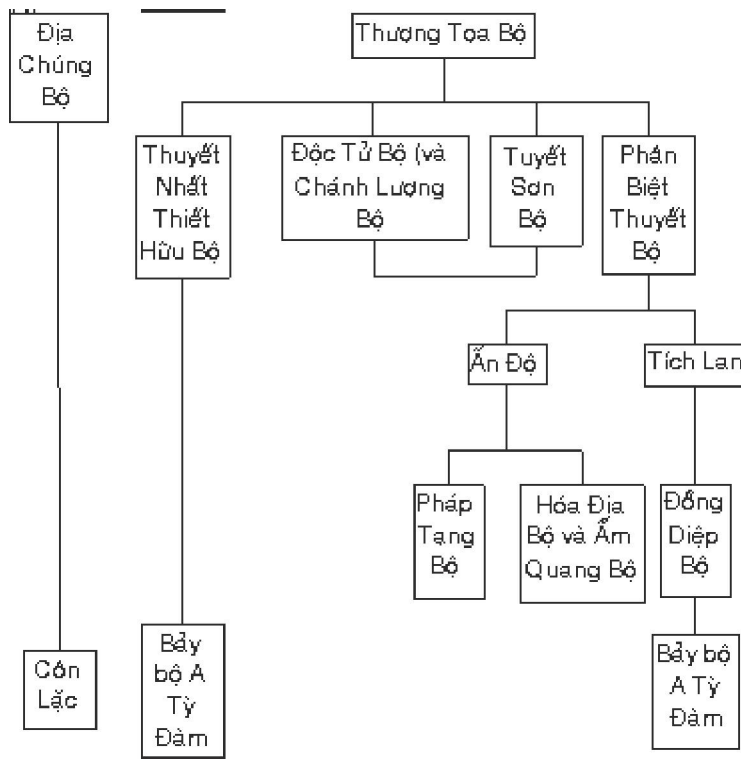 Địa
Chúng
Bộ
Thượng Tọa Bộ
Thuyết
Nhất
Thiết
Hữu Bộ
Độc Tử Bộ (và
Chánh Lượng
Bộ
Tuyết
Sơn
Bộ
Phân
Biệt
Thuyết
Bộ
Ấn Độ
Tích Lan
Pháp
Tạng
Bộ
Hóa Địa
Bộ và Ẩm
Quang Bộ
Đồng
Diệp
Bộ
Côn
Lặc
Bảy
bộ A
Tỳ
Đàm
Bảy bộ
A Tỳ
Đàm